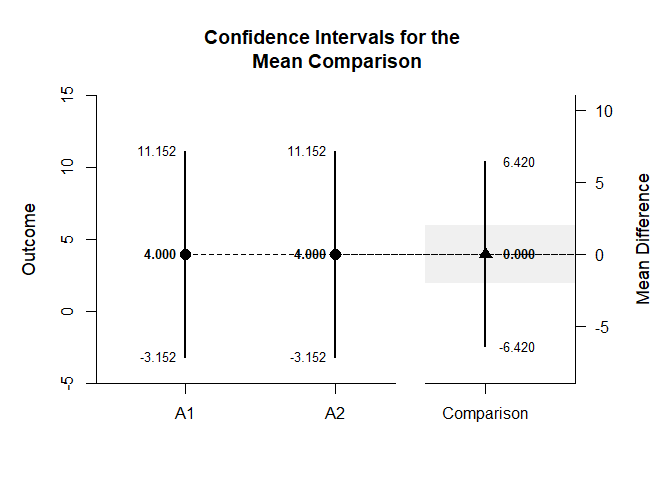 Confidence Intervals for the
Mean Comparison
15
10
5
0
-5
Outcome
11.152
4.000
-3.152
11.152
4.000
-3.152
6.420
0.000
-6.420
10
5
0
-5
Mean Difference
A1
A2
Comparison